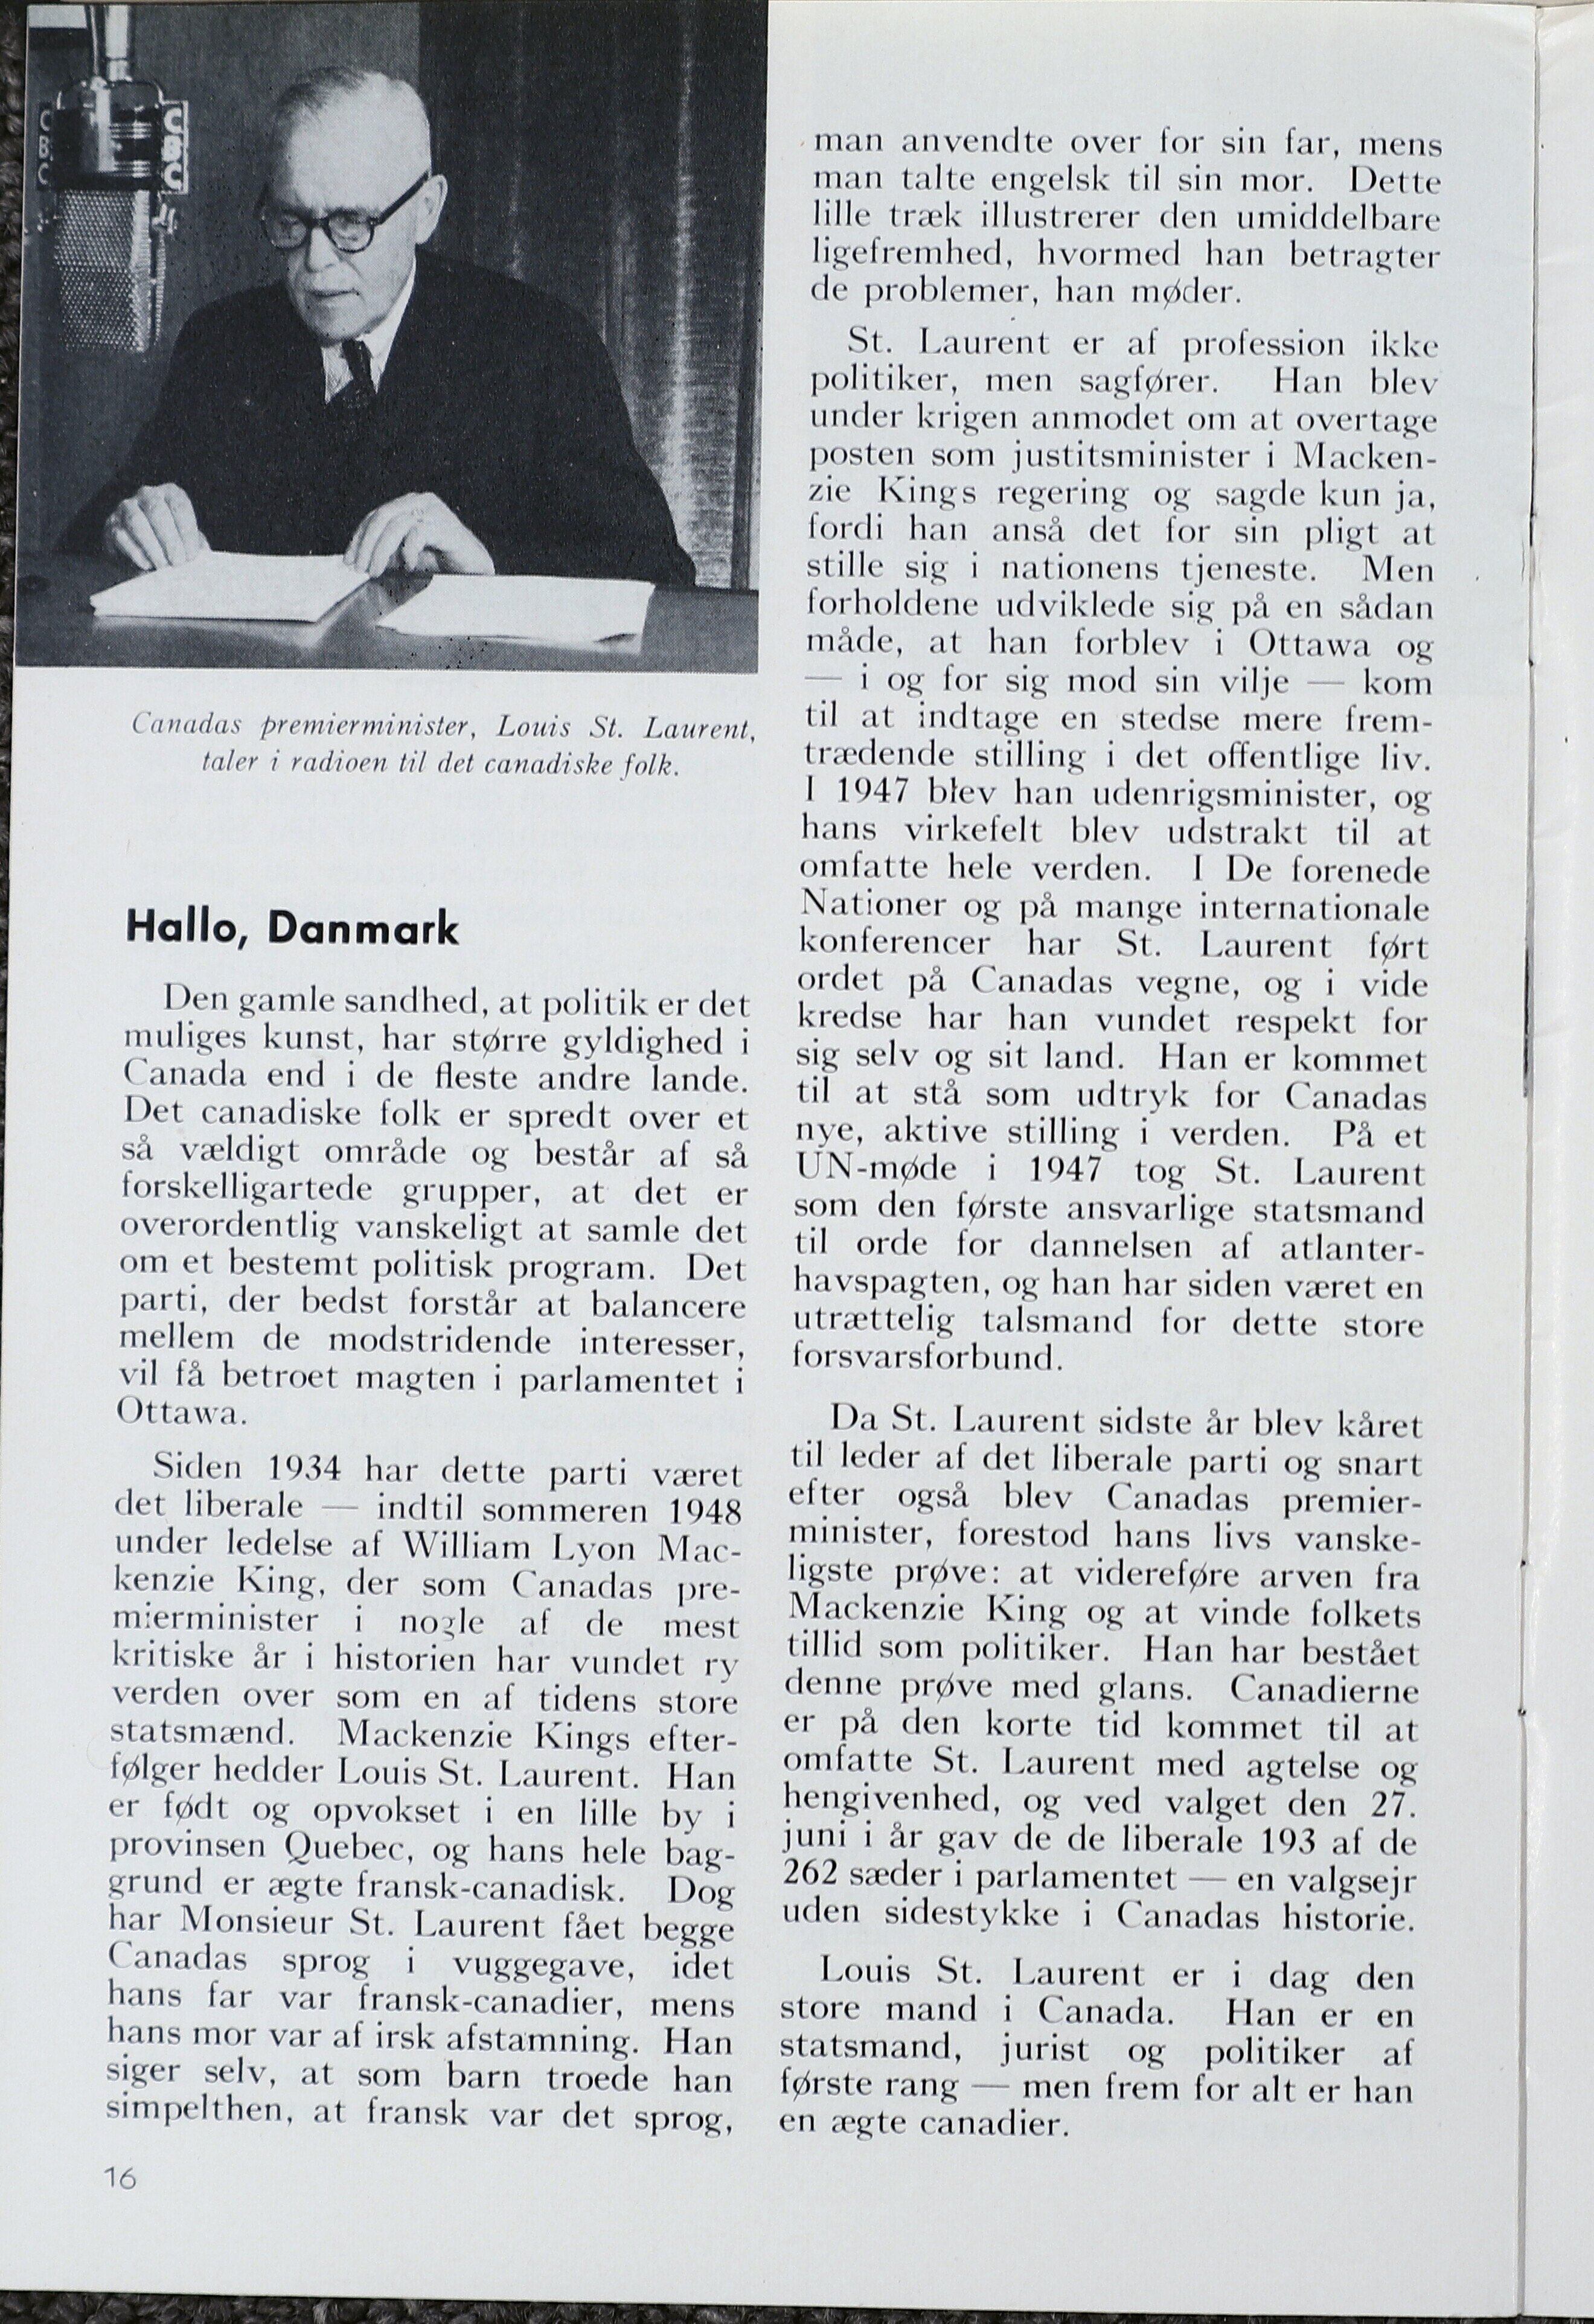 CBC
CBC
Canadas premierminister, Louis St. Laurent,
taler i radioen til det canadiske folk.
Hallo, Danmark
Den gamle sandhed, at politik er det
muliges kunst, har større gyldighed i
Canada end i de fleste andre lande.
Det canadiske folk er spredt over et
så vældigt område og består af så
forskelligartede grupper, at det er
overordentlig vanskeligt at samle det
om et bestemt politisk program. Det
parti, der bedst forstår at balancere
mellem de modstridende interesser,
vil få betroet magten i parlamentet i
Ottawa.
Siden 1934 har dette parti været
det liberale — indtil sommeren 1948
under ledelse af William Lyon Mac-
kenzie King, der som Canadas pre-
mierminister i nogle af de mest
kritiske år i historien har vundet ry
verden over som en af tidens store
statsmænd. Mackenzie Kings efter-
følger hedder Louis St. Laurent. Han
er født og opvokset i en lille by i
provinsen Quebec, og hans hele bag-
grund er ægte fransk-canadisk. Dog
har Monsieur St. Laurent fået begge
Canadas sprog i vuggegave, idet
hans far var fransk-canadier, mens
hans mor var af irsk afstamning. Han
siger selv, at som barn troede han
simpelthen, at fransk var det sprog,
man anvendte over for sin far, mens
man talte engelsk til sin mor. Dette
lille træk illustrerer den umiddelbare
ligefremhed, hvormed han betragter
de problemer, han møder.
St. Laurent er af profession ikke
politiker, men sagfører. Han blev
under krigen anmodet om at overtage
posten som justitsminister i Macken-
zie Kings regering og sagde kun ja,
fordi han anså det for sin pligt at
stille sig i nationens tjeneste. Men
forholdene udviklede sig på en sådan
måde, at han forblev i Ottawa og
— i og for sig mod sin vilje — kom
til at indtage en stedse mere frem-
trædende stilling i det offentlige liv.
I 1947 blev han udenrigsminister, og
hans virkefelt blev udstrakt til at
omfatte hele verden. I De forenede
Nationer og på mange internationale
konferencer har St. Laurent ført
ordet på Canadas vegne, og i vide
kredse har han vundet respekt for
sig selv og sit land. Han er kommet
til at stå som udtryk for Canadas
nye, aktive stilling i verden. På et
UN-møde i 1947 tog St. Laurent
som den første ansvarlige statsmand
til orde for dannelsen af atlanter-
havspagten, og han har siden været en
utrættelig talsmand for dette store
forsvarsforbund.
Da St. Laurent sidste år blev kåret
til leder af det liberale parti og snart
efter også blev Canadas premier-
minister, forestod hans livs vanske-
ligste prøve: at videreføre arven fra
Mackenzie King og at vinde folkets
tillid som politiker. Han har bestået
denne prøve med glans. Canadierne
er på den korte tid kommet til at
omfatte St. Laurent med agtelse og
hengivenhed, og ved valget den 27.
juni i år gav de de liberale 193 af de
262 sæder i parlamentet — en valgsejr
uden sidestykke i Canadas historie.
Louis St. Laurent er i dag den
store mand i Canada. Han er en
statsmand, jurist og politiker af
første rang — men frem for alt er han
en ægte canadier.
16